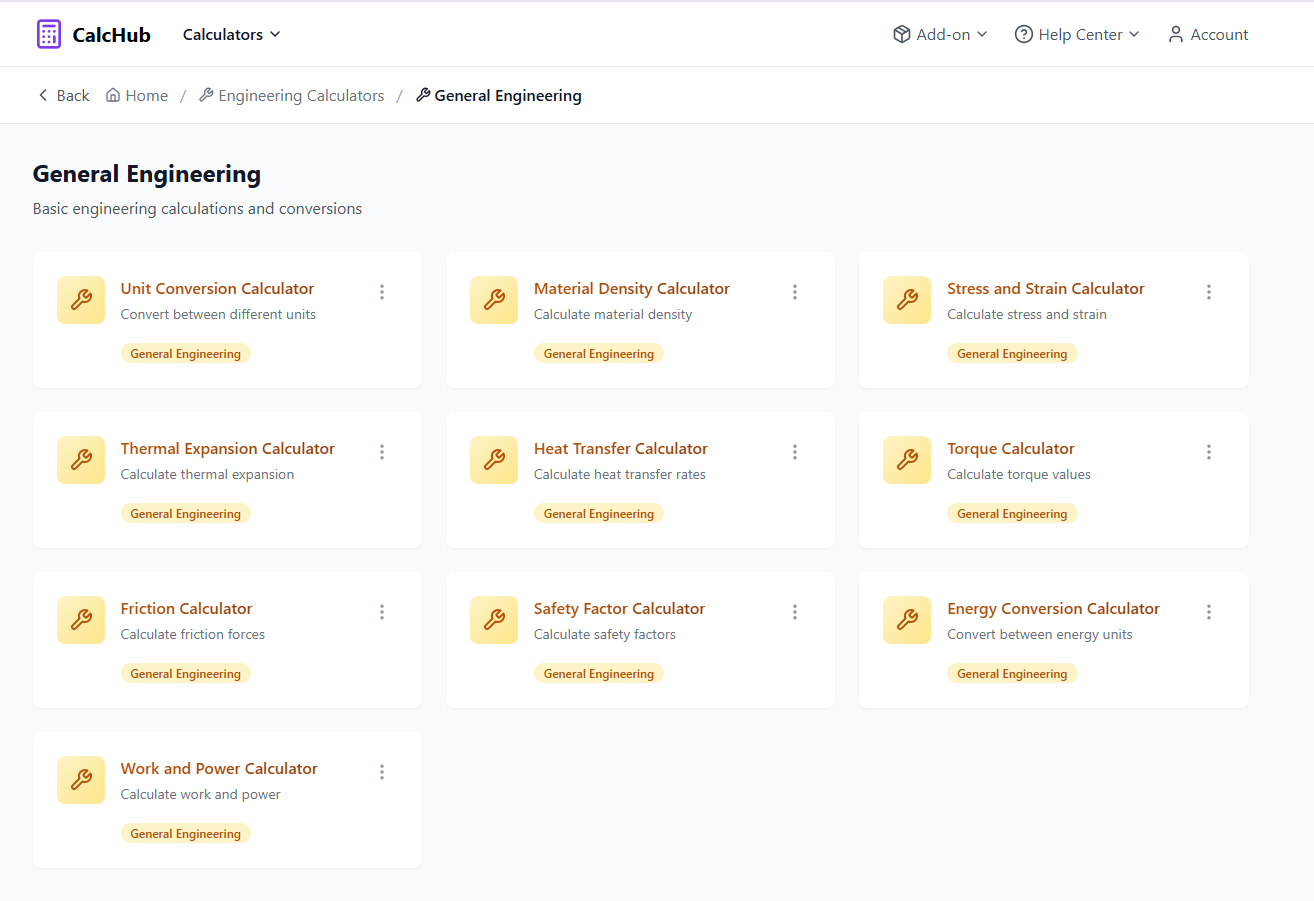 CalcHub Calculators Add-on Help Center Account
Back Home / Engineering Calculators / General Engineering
General Engineering
Basic engineering calculations and conversions
Unit Conversion Calculator
Convert between different units
General Engineering
Material Density Calculator
Calculate material density
General Engineering
Stress and Strain Calculator
Calculate stress and strain
General Engineering
Thermal Expansion Calculator
Calculate thermal expansion
General Engineering
Heat Transfer Calculator
Calculate heat transfer rates
General Engineering
Torque Calculator
Calculate torque values
General Engineering
Friction Calculator
Calculate friction forces
General Engineering
Safety Factor Calculator
Calculate safety factors
General Engineering
Energy Conversion Calculator
Convert between energy units
General Engineering
Work and Power Calculator
Calculate work and power
General Engineering